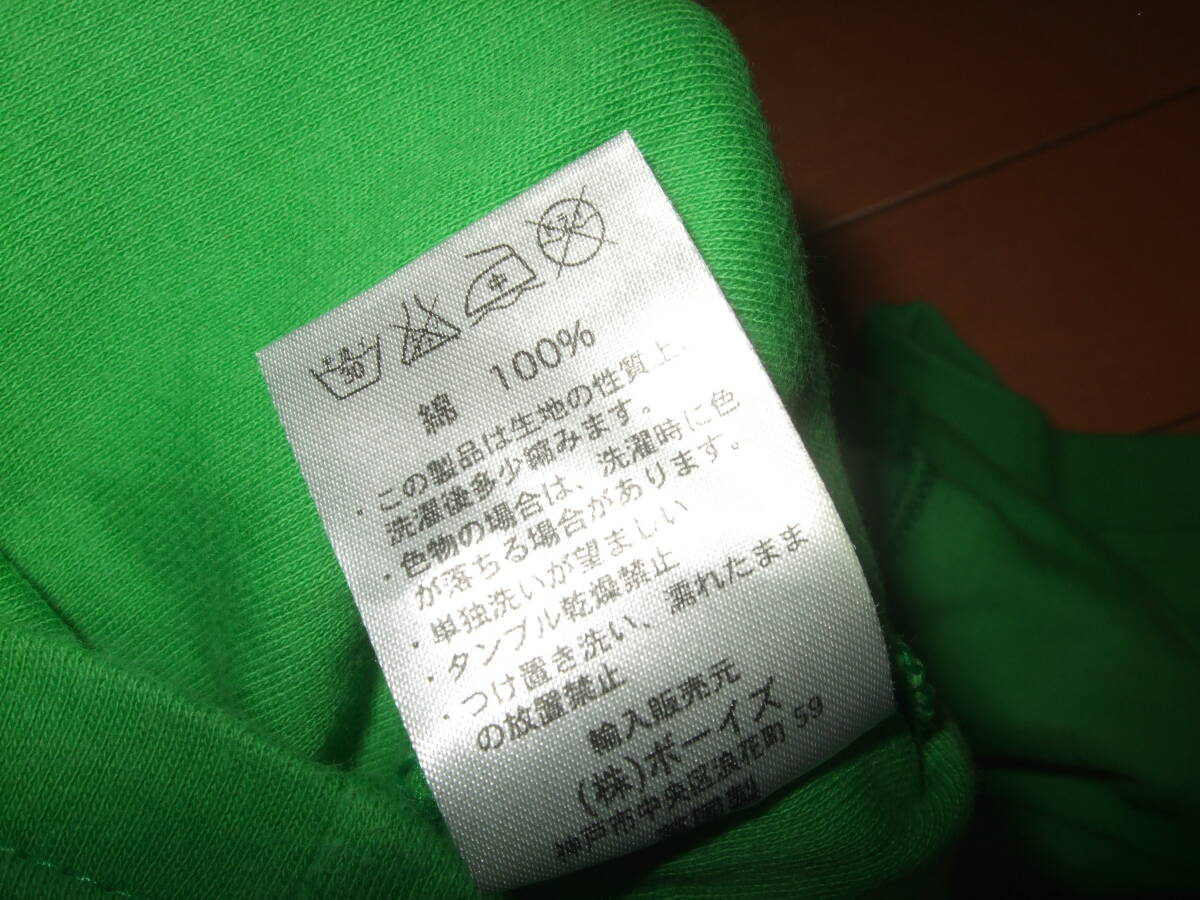 30
中
綿 100%
・この製品は生地の性質上、
洗濯後多少縮みます。
・色物の場合は、洗濯時に色
が落ちる場合があります。
・単独洗いが望ましい
・タンブル乾燥禁止
・つけ置き洗い、濡れたまま
の放置禁止
輸入販売元
(株)ボーイズ
神戸市中央区浪花町 59